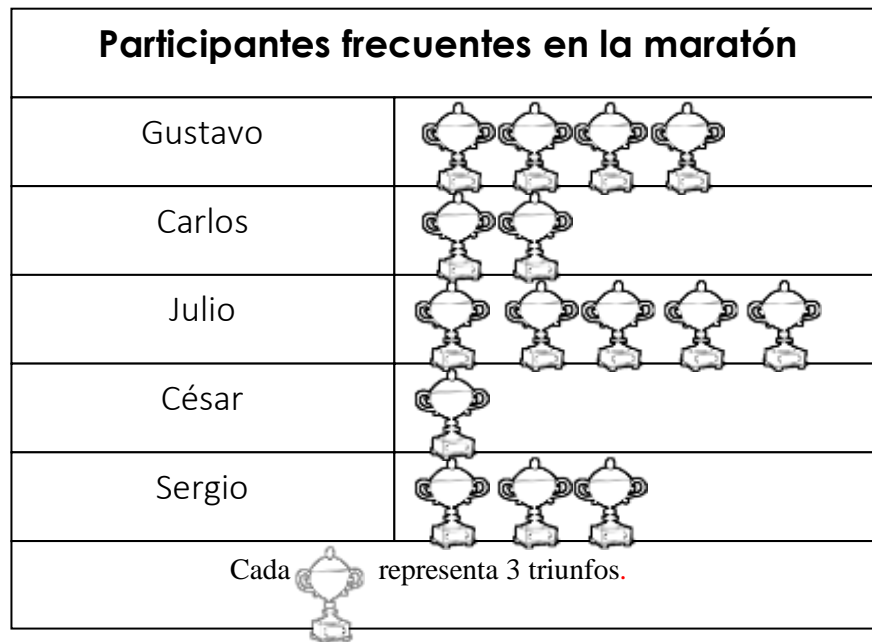 Participantes frecuentes en la maratón
Gustavo
Carlos
Julio
César
Sergio
Cada representa 3 triunfos.